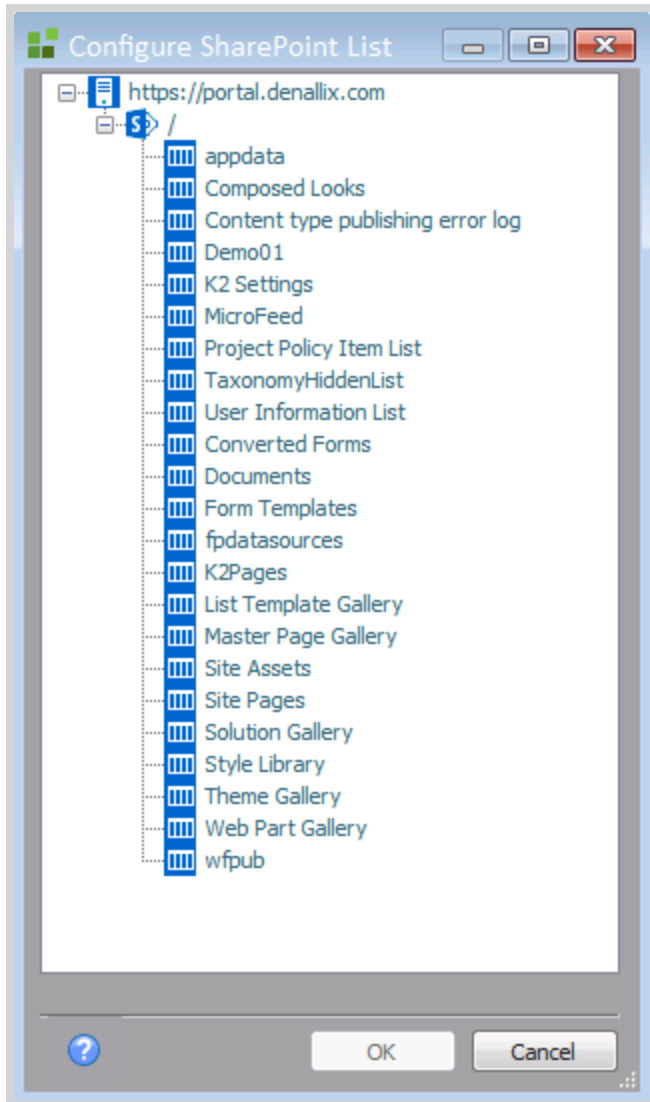 Configure SharePoint List
https://portal.denallix.com
/
appdata
Composed Looks
Content type publishing error log
Demo01
K2 Settings
MicroFeed
Project Policy Item List
TaxonomyHiddenList
User Information List
Converted Forms
Documents
Form Templates
fpdatasources
K2Pages
List Template Gallery
Master Page Gallery
Site Assets
Site Pages
Solution Gallery
Style Library
Theme Gallery
Web Part Gallery
wfpub
OK Cancel